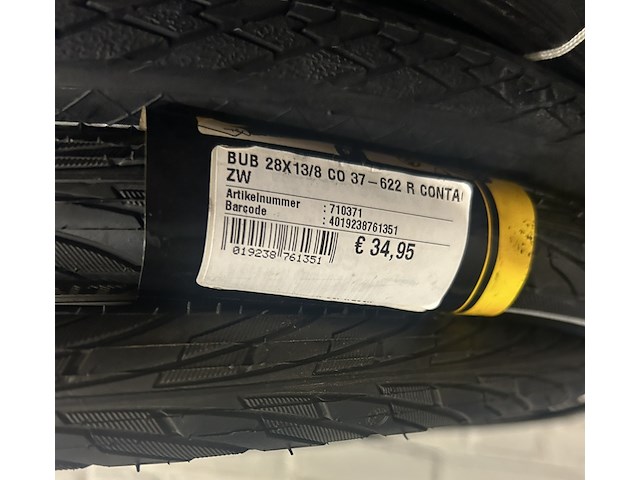 BUB 28X13/8 CO 37-622 R CONTA
ZW
Artikelnummer : 710371
Barcode : 4019238761351
€ 34,95
019238 761351